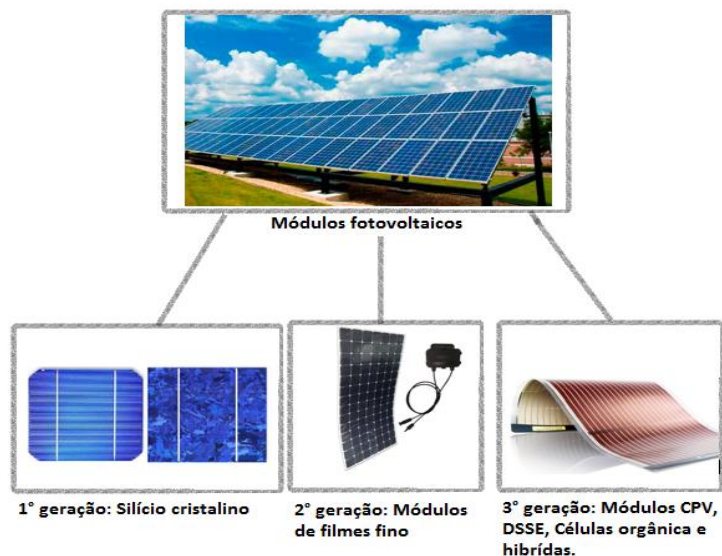 Módulos fotovoltaicos
1° geração: Silício cristalino
2° geração: Módulos
de filmes fino
3° geração: Módulos CPV,
DSSE, Células orgânica e
hibrídas.